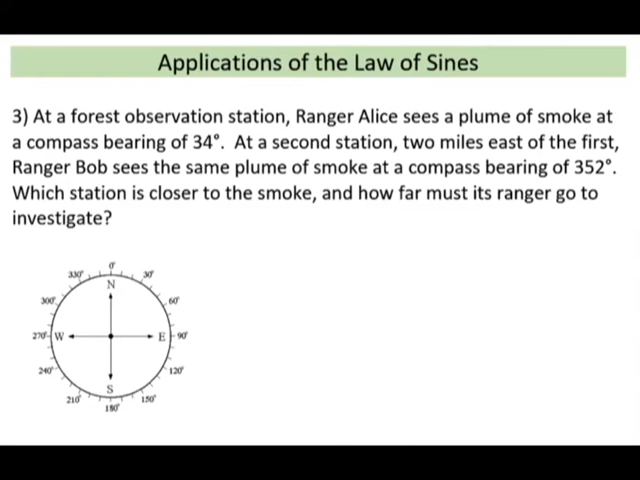 Applications of the Law of Sines
3) At a forest observation station, Ranger Alice sees a plume of smoke at
a compass bearing of 34°.  At a second station, two miles east of the first,
Ranger Bob sees the same plume of smoke at a compass bearing of 352°.
Which station is closer to the smoke, and how far must its ranger go to
investigate?
0°
330° 30°
N
300° 60°
270° W E 90°
240° 120°
S
210° 150°
180°